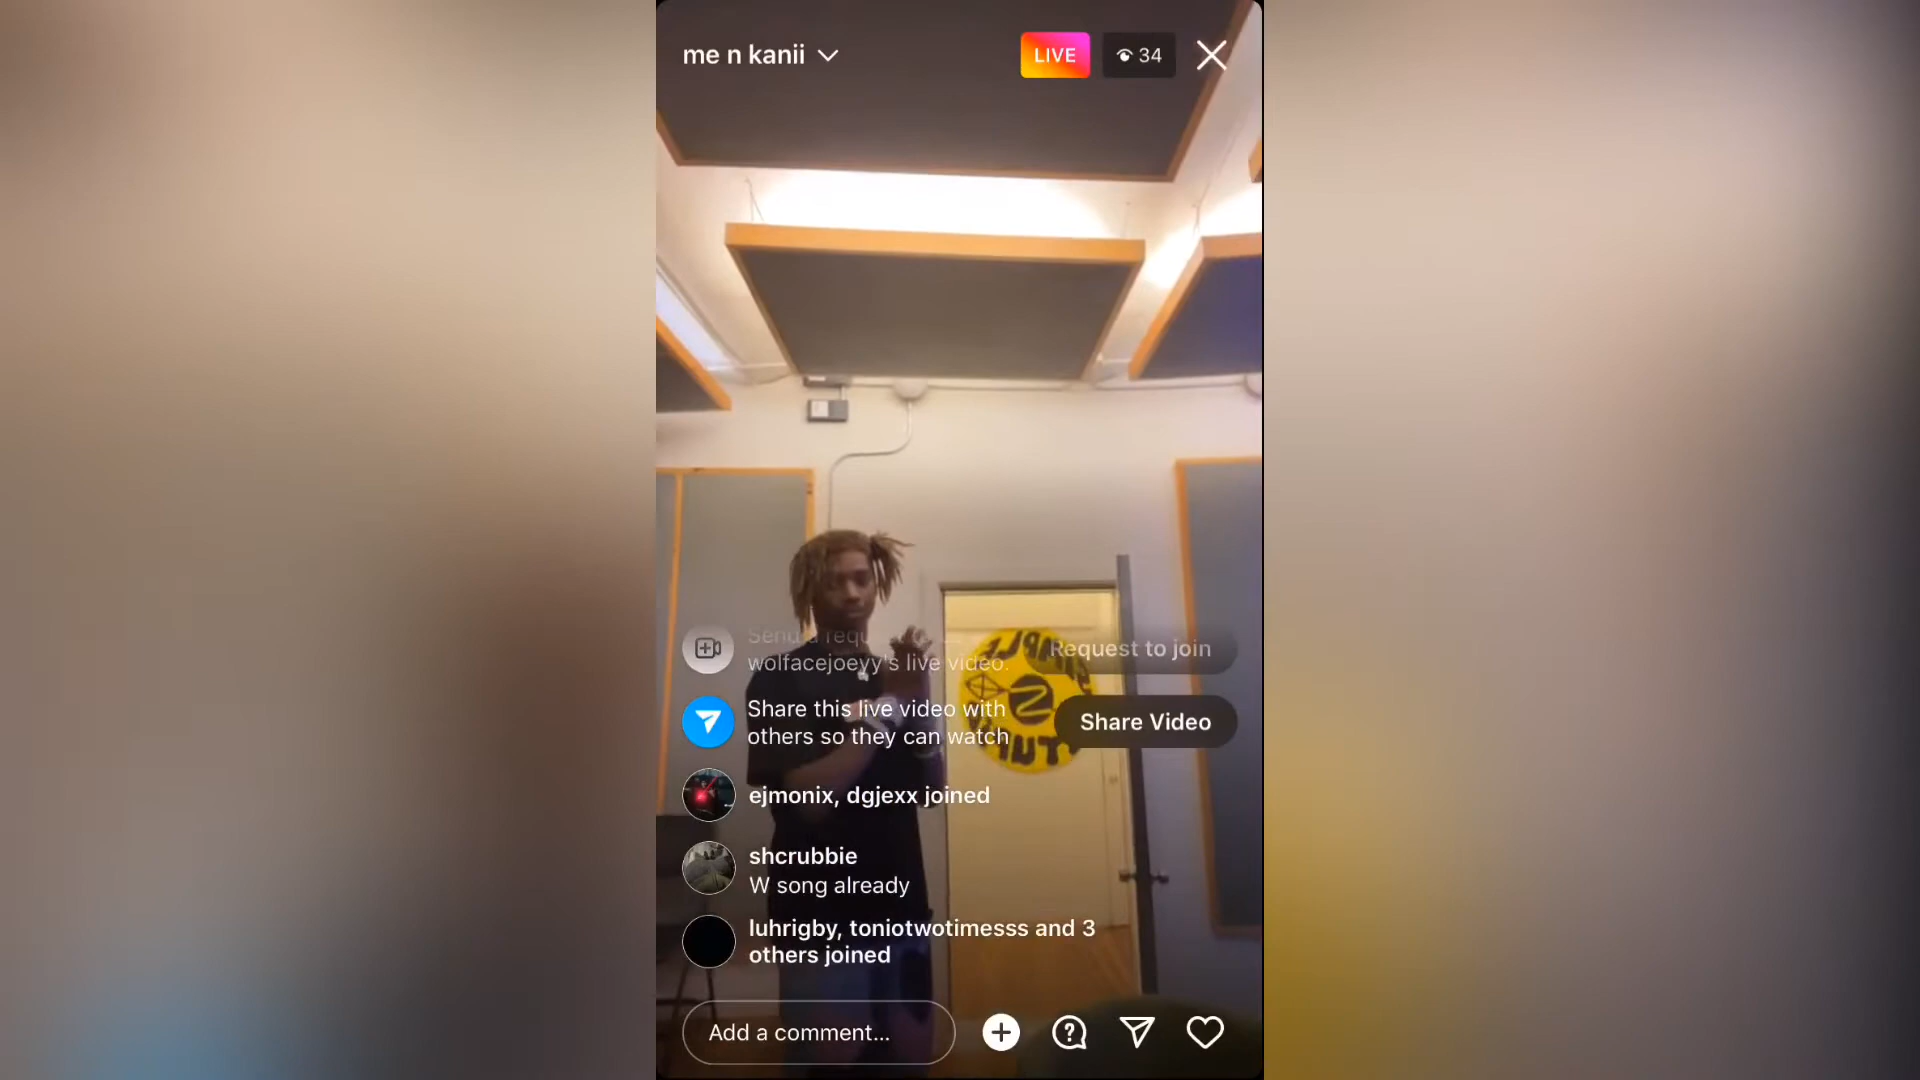 me n kanii
LIVE
34
wolfacejoeyy's live video.
Request to join
Share this live video with
others so they can watch
Share Video
ejmonix, dgjexx joined
shcrubbie
W song already
luhrigby, toniotwotimesss and 3
others joined
Add a comment...